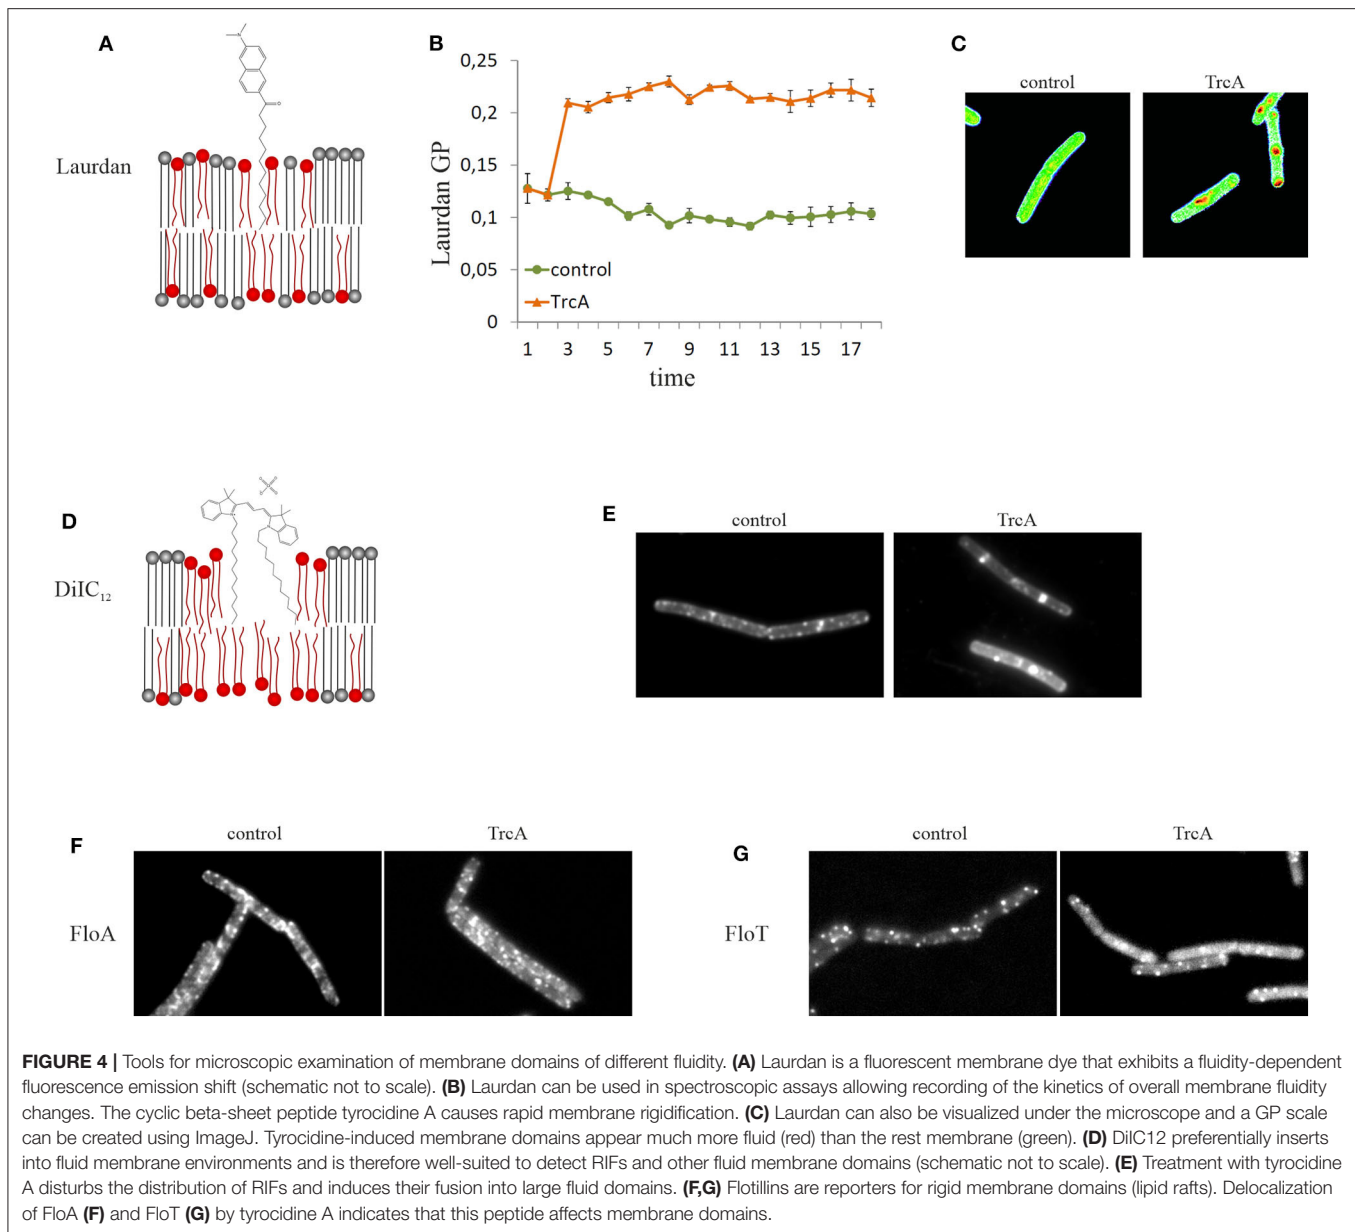 A
Laurdan
B
Laurdan GP
0,25
0,2
0,15
0,1
0,05
0
control
TrcA
1 3 5 7 9 11 13 15 17
time
C
control TrcA
D
DiIC12
E
control TrcA
F
control TrcA
FloA
G
control TrcA
FloT
FIGURE 4 | Tools for microscopic examination of membrane domains of different fluidity. (A) Laurdan is a fluorescent membrane dye that exhibits a fluidity-dependent
fluorescence emission shift (schematic not to scale). (B) Laurdan can be used in spectroscopic assays allowing recording of the kinetics of overall membrane fluidity
changes. The cyclic beta-sheet peptide tyrocidine A causes rapid membrane rigidification. (C) Laurdan can also be visualized under the microscope and a GP scale
can be created using ImageJ. Tyrocidine-induced membrane domains appear much more fluid (red) than the rest membrane (green). (D) DiIC12 preferentially inserts
into fluid membrane environments and is therefore well-suited to detect RIFs and other fluid membrane domains (schematic not to scale). (E) Treatment with tyrocidine
A disturbs the distribution of RIFs and induces their fusion into large fluid domains. (F,G) Flotillins are reporters for rigid membrane domains (lipid rafts). Delocalization
of FloA (F) and FloT (G) by tyrocidine A indicates that this peptide affects membrane domains.